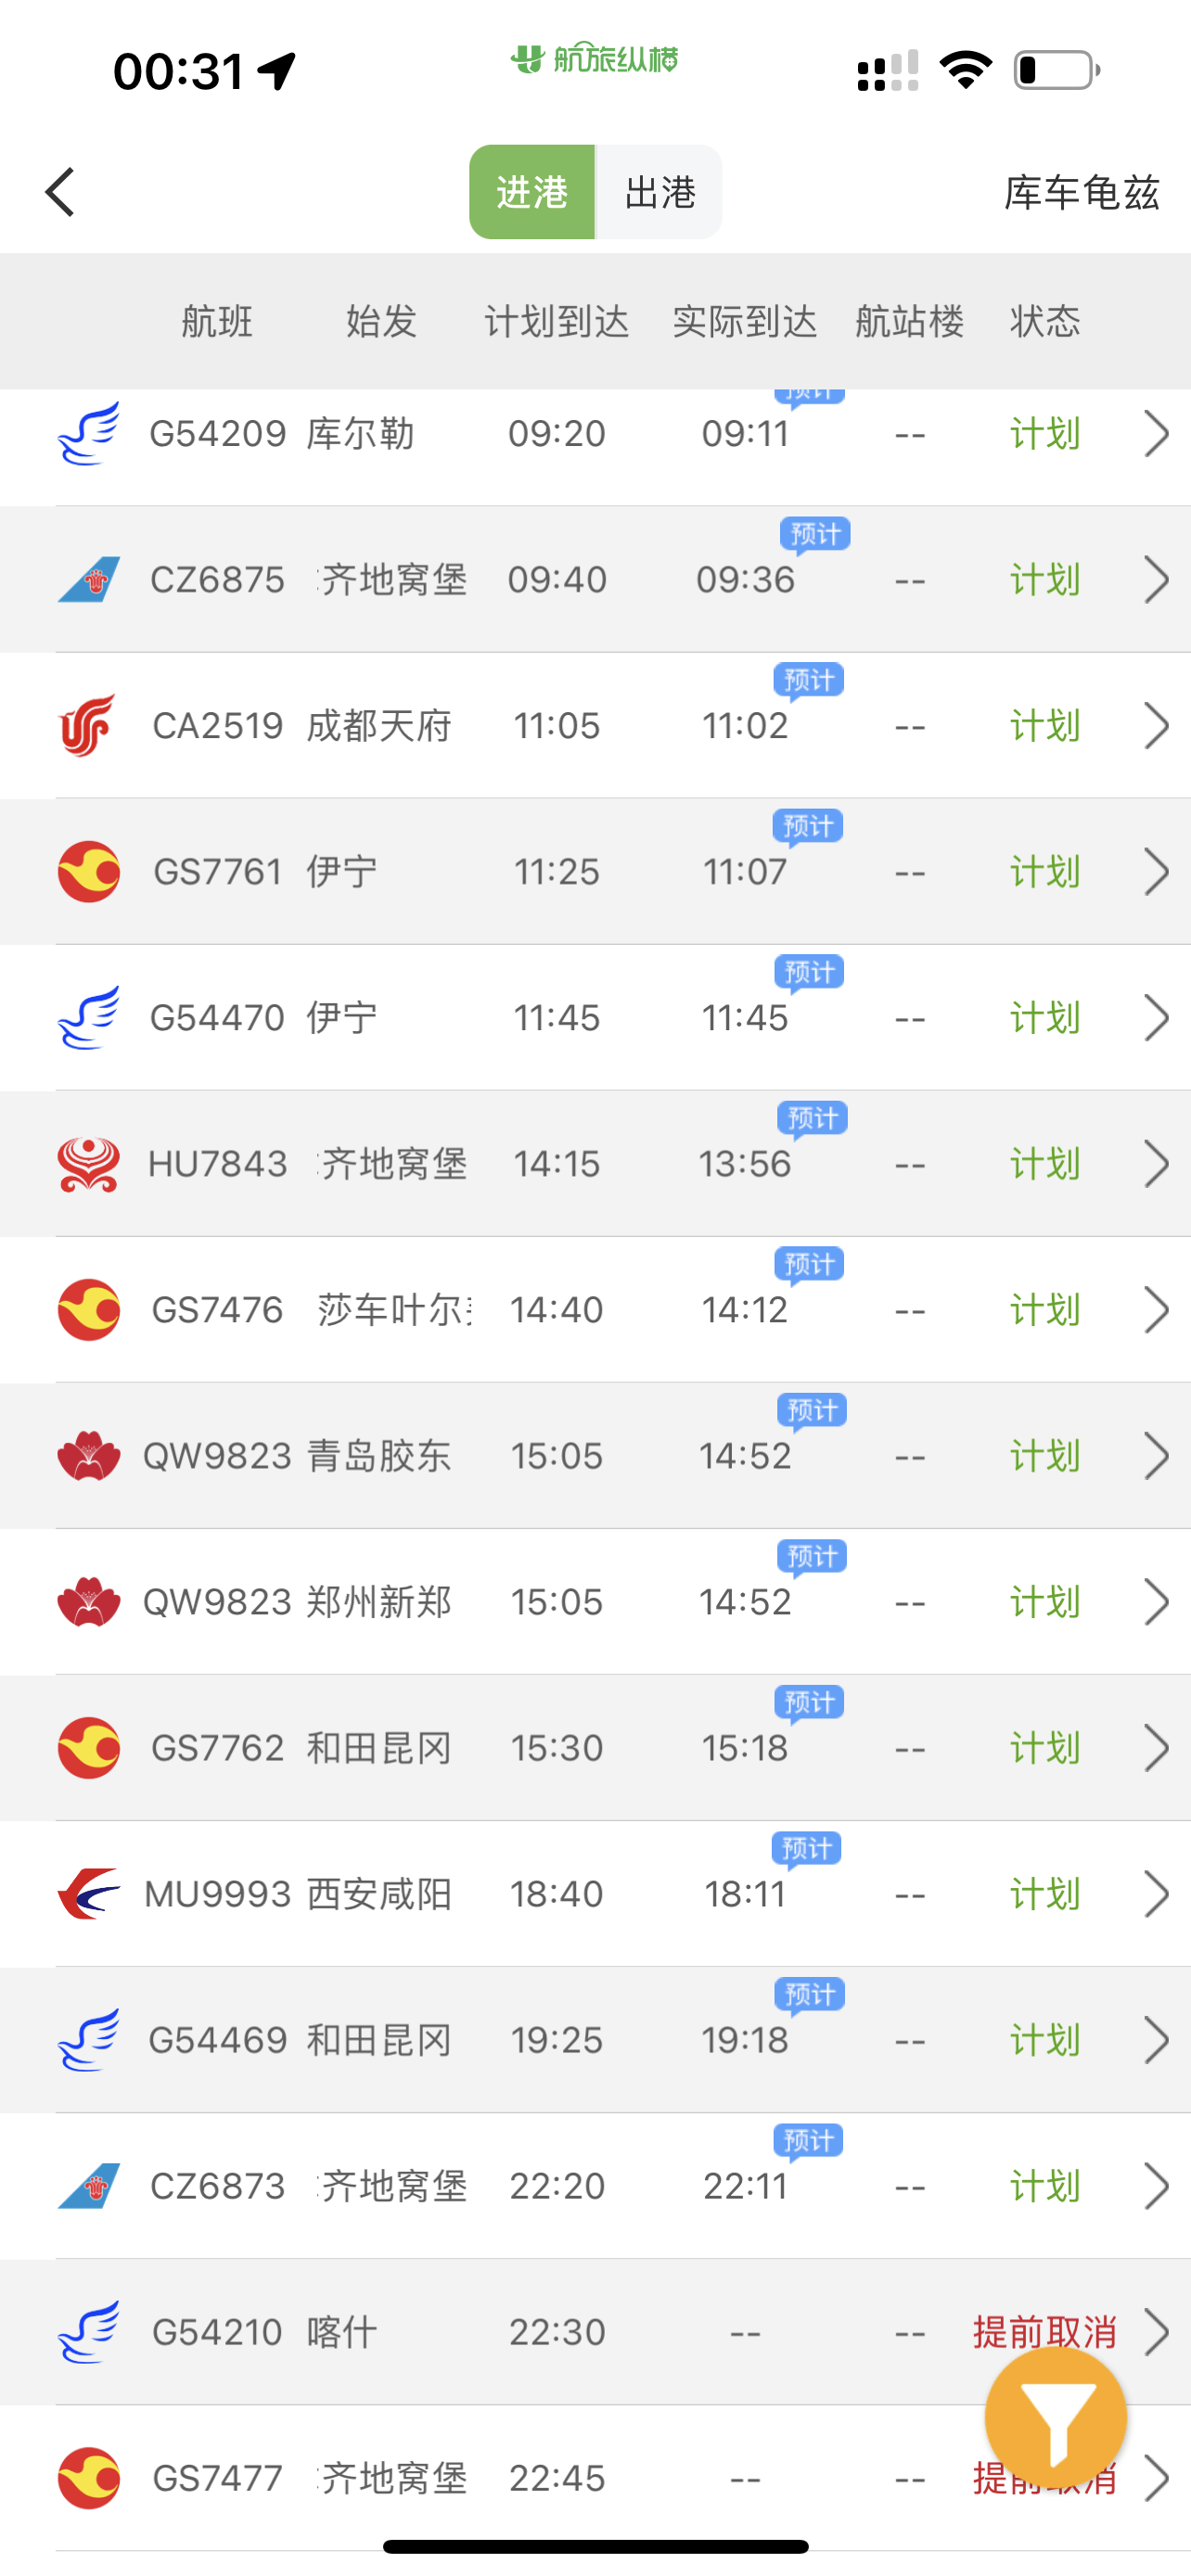 00:31 航旅纵横
进港 出港 库车龟兹
航班 始发 计划到达 实际到达 航站楼 状态
预计
G54209 库尔勒 09:20 09:11 -- 计划
预计
CZ6875 齐地窝堡 09:40 09:36 -- 计划
预计
CA2519 成都天府 11:05 11:02 -- 计划
预计
GS7761 伊宁 11:25 11:07 -- 计划
预计
G54470 伊宁 11:45 11:45 -- 计划
预计
HU7843 齐地窝堡 14:15 13:56 -- 计划
预计
GS7476 莎车叶尔 14:40 14:12 -- 计划
预计
QW9823 青岛胶东 15:05 14:52 -- 计划
预计
QW9823 郑州新郑 15:05 14:52 -- 计划
预计
GS7762 和田昆冈 15:30 15:18 -- 计划
预计
MU9993 西安咸阳 18:40 18:11 -- 计划
预计
G54469 和田昆冈 19:25 19:18 -- 计划
预计
CZ6873 齐地窝堡 22:20 22:11 -- 计划
G54210 喀什 22:30 -- -- 提前取消
GS7477 齐地窝堡 22:45 -- -- 提前取消